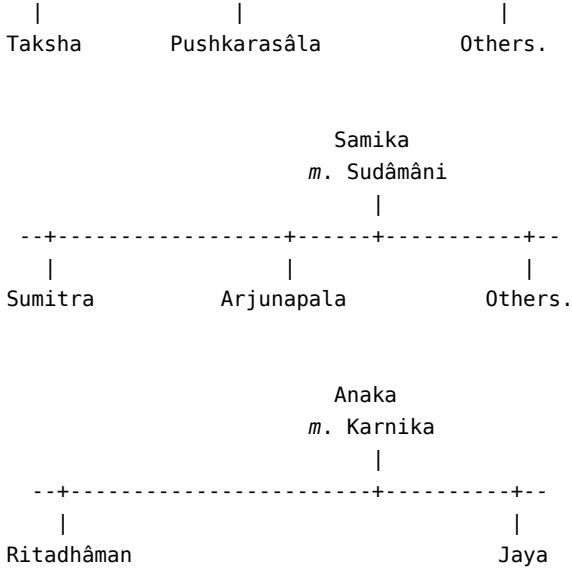 |                |                    |
Taksha     Pushkarasâla           Others.
Samika
m. Sudâmâni
|
--+------------------+------+-----------+--
|                  |                  |
Sumitra          Arjunapala           Others.
Anaka
m. Karnika
|
--+------------------------+----------+--
|                                   |
Ritadhâman                             Jaya